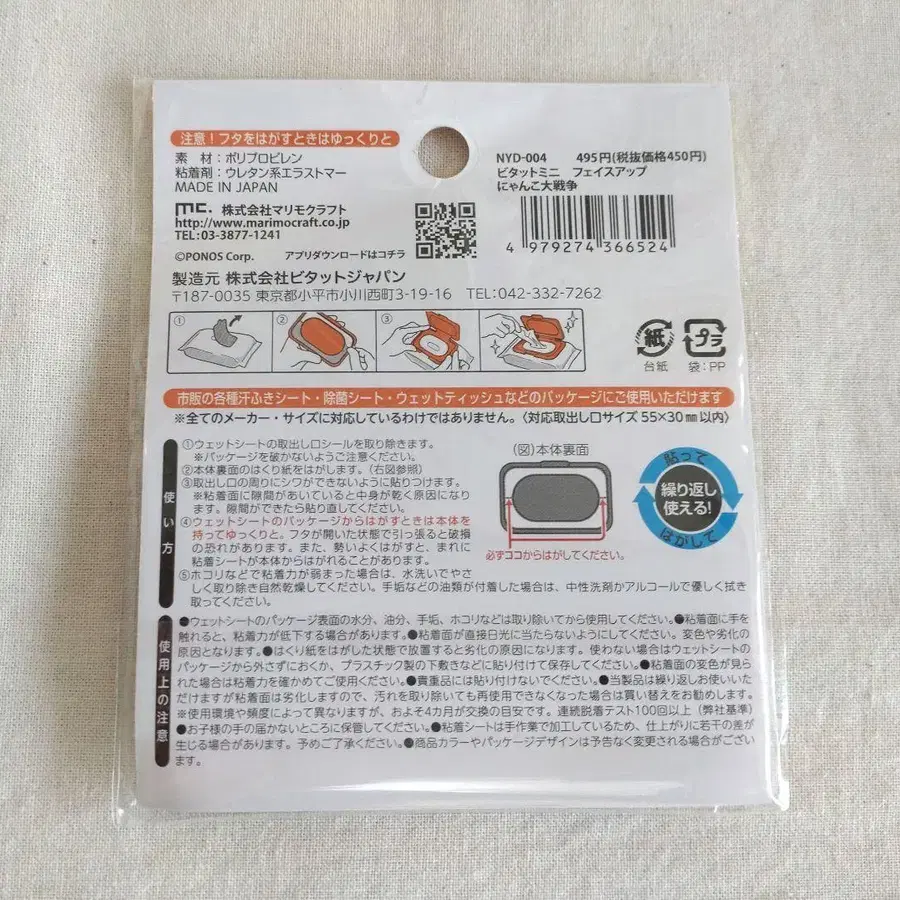 注意！フタをはがすときはゆっくりと
素 材：ポリプロピレン
粘着剤：ウレタン系エラストマー
MADE IN JAPAN
mc. 株式会社マリモクラフト
http://www.marimocraft.co.jp
TEL:03-3877-1241
©PONOS Corp. アプリダウンロードはコチラ
NYD-004 495円(税抜価格450円)
ビタットミニ フェイスアップ
にゃんこ大戦争
4 979274 366524
製造元 株式会社ビタットジャパン
〒187-0035 東京都小平市小川西町3-19-16 TEL:042-332-7262
① ② ③ ④
紙 プラ
台紙 袋：PP
市販の各種汗ふきシート・除菌シート・ウェットティッシュなどのパッケージにご使用いただけます
※全てのメーカー・サイズに対応しているわけではありません。〈対応取出し口サイズ 55×30㎜以内〉
使い方
①ウェットシートの取出し口シールを取り除きます。
※パッケージを破かないようご注意ください。
②本体裏面のはくり紙をはがします。（右図参照）
③取出し口の周りにシワができないように貼りつけます。
※粘着面に隙間があいていると中身が乾く原因になり
ます。隙間ができたら貼り直してください。
④ウェットシートのパッケージからはがすときは本体を
持ってゆっくりと。フタが開いた状態で引っ張ると破損
の恐れがあります。また、勢いよくはがすと、まれに
粘着シートが本体からはがれることがあります。
⑤ホコリなどで粘着力が弱まった場合は、水洗いでやさ
しく取り除き自然乾燥してください。手垢などの油類が付着した場合は、中性洗剤かアルコールで優しく拭き
取ってください。
(図)本体裏面
必ずココからはがしてください。
貼って
繰り返し
使える!
はがして
使用上の注意
●ウェットシートのパッケージ表面の水分、油分、手垢、ホコリなどは取り除いてから使用してください。●粘着面に手を
触れると、粘着力が低下する場合があります。●粘着面が直接日光に当たらないようにしてください。変色や劣化の
原因となります。●はくり紙をはがした状態で放置すると劣化の原因になります。使わない場合はウェットシートの
パッケージから外さずにおくか、プラスチック製の下敷きなどに貼り付けて保存してください。●粘着面の変色が見ら
れた場合は粘着力を確かめてご使用ください。●貴重品には貼り付けないでください。●当製品は繰り返しお使いいた
だけますが粘着面は劣化しますので、汚れを取り除いても再使用できなくなった場合は買い替えをお勧めします。
※使用環境や頻度によって異なりますが、およそ4カ月が交換の目安です。連続脱着テスト100回以上（弊社基準）
●お子様の手の届かないところに保管してください。●粘着シートは手作業で加工しているため、仕上がりに若干の差が
生じる場合があります。予めご了承ください。●商品カラーやパッケージデザインは予告なく変更される場合がござい
ます。